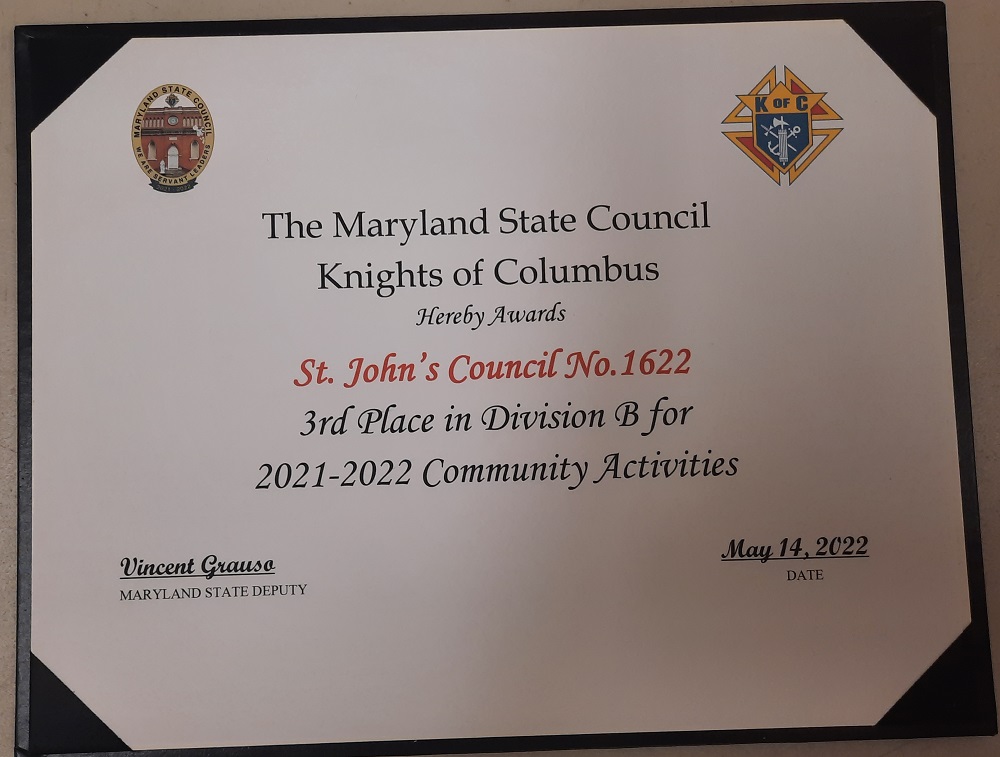 MARYLAND STATE COUNCIL
WE ARE SERVANT LEADERS
K OF C
The Maryland State Council
Knights of Columbus
Hereby Awards
St. John's Council No.1622
3rd Place in Division B for
2021-2022 Community Activities
Vincent Grauso
MARYLAND STATE DEPUTY
May 14, 2022
DATE